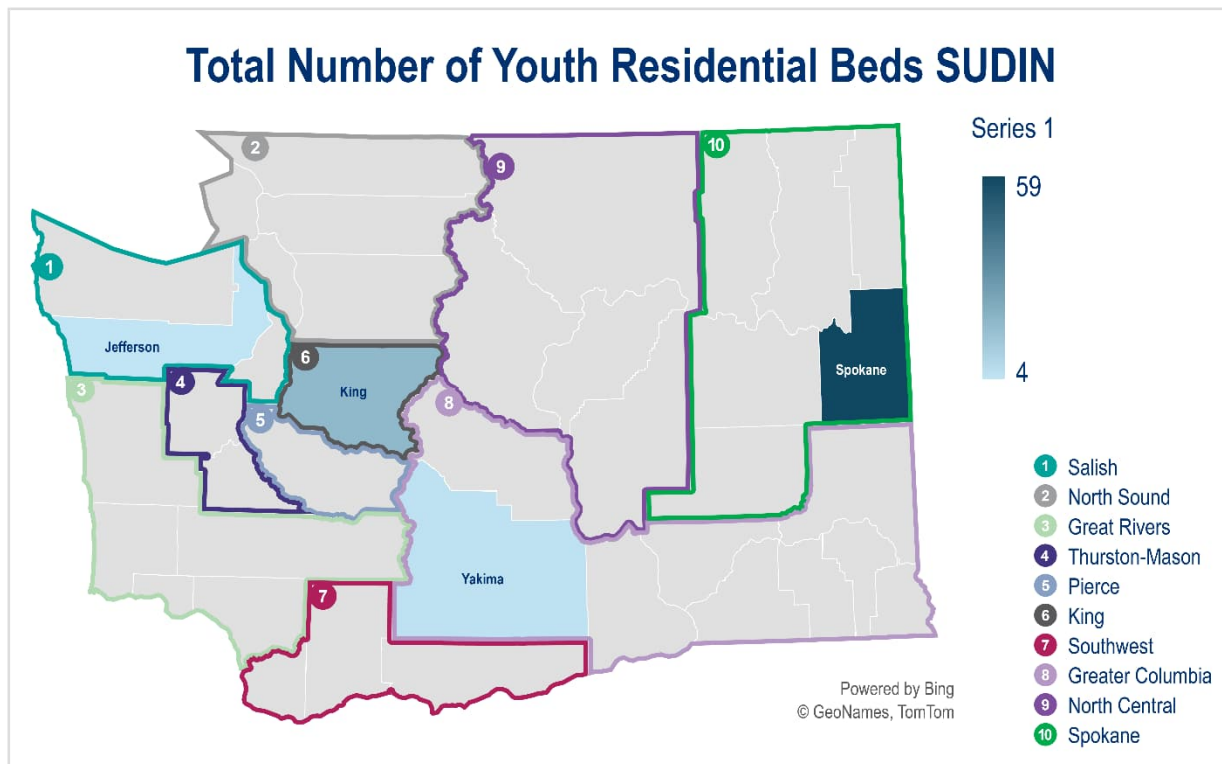 Total Number of Youth Residential Beds SUDIN
Series 1
59
4
1
2
3
4
5
6
7
8
9
10
Jefferson
King
Spokane
Yakima
1 Salish
2 North Sound
3 Great Rivers
4 Thurston-Mason
5 Pierce
6 King
7 Southwest
8 Greater Columbia
9 North Central
10 Spokane
Powered by Bing
© GeoNames, TomTom